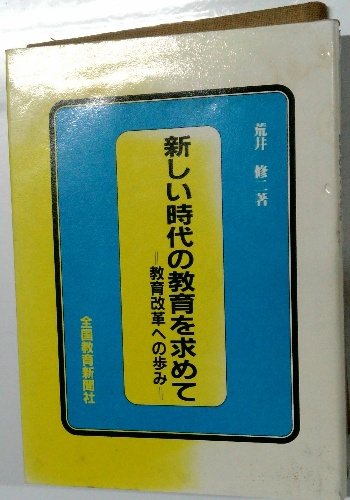 荒井 修二著
新しい時代の教育を求めて
＝教育改革への歩み＝
全国教育新聞社